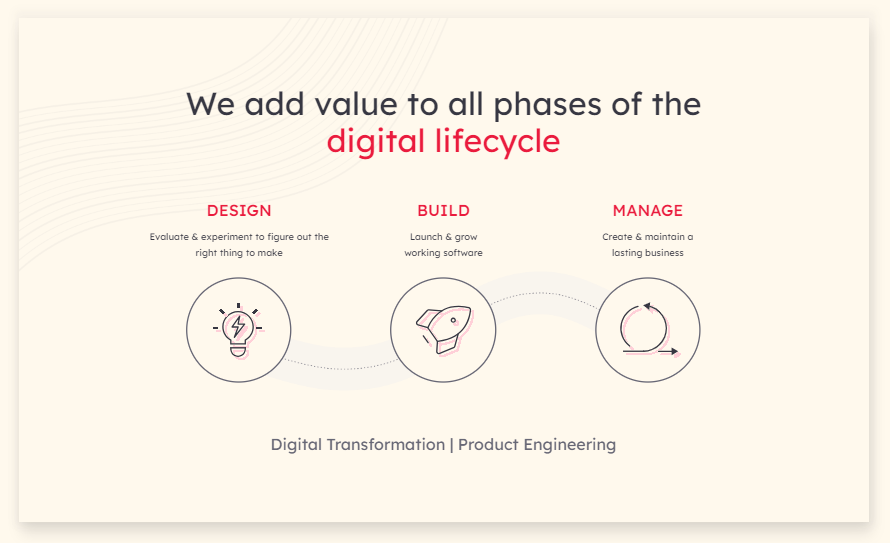 We add value to all phases of the
digital lifecycle
DESIGN
Evaluate & experiment to figure out the
right thing to make
BUILD
Launch & grow
working software
MANAGE
Create & maintain a
lasting business
Digital Transformation | Product Engineering